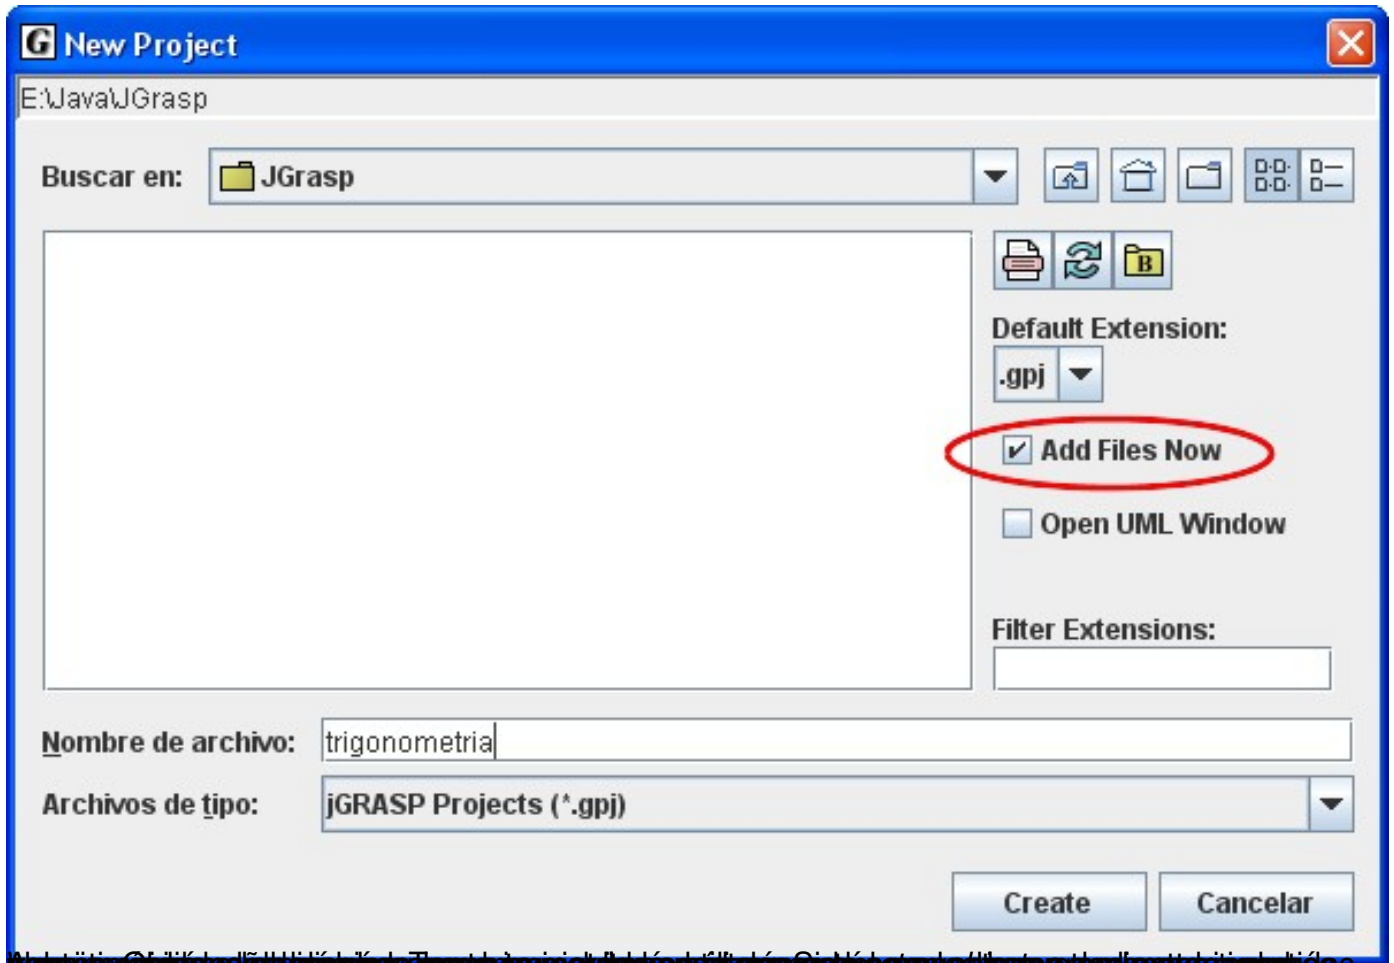 New Project
E:\Java\JGrasp
Buscar en: JGrasp
Default Extension:
.gpj
Add Files Now
Open UML Window
Filter Extensions:
Nombre de archivo: trigonometria
Archivos de tipo: jGRASP Projects (*.gpj)
Create Cancelar